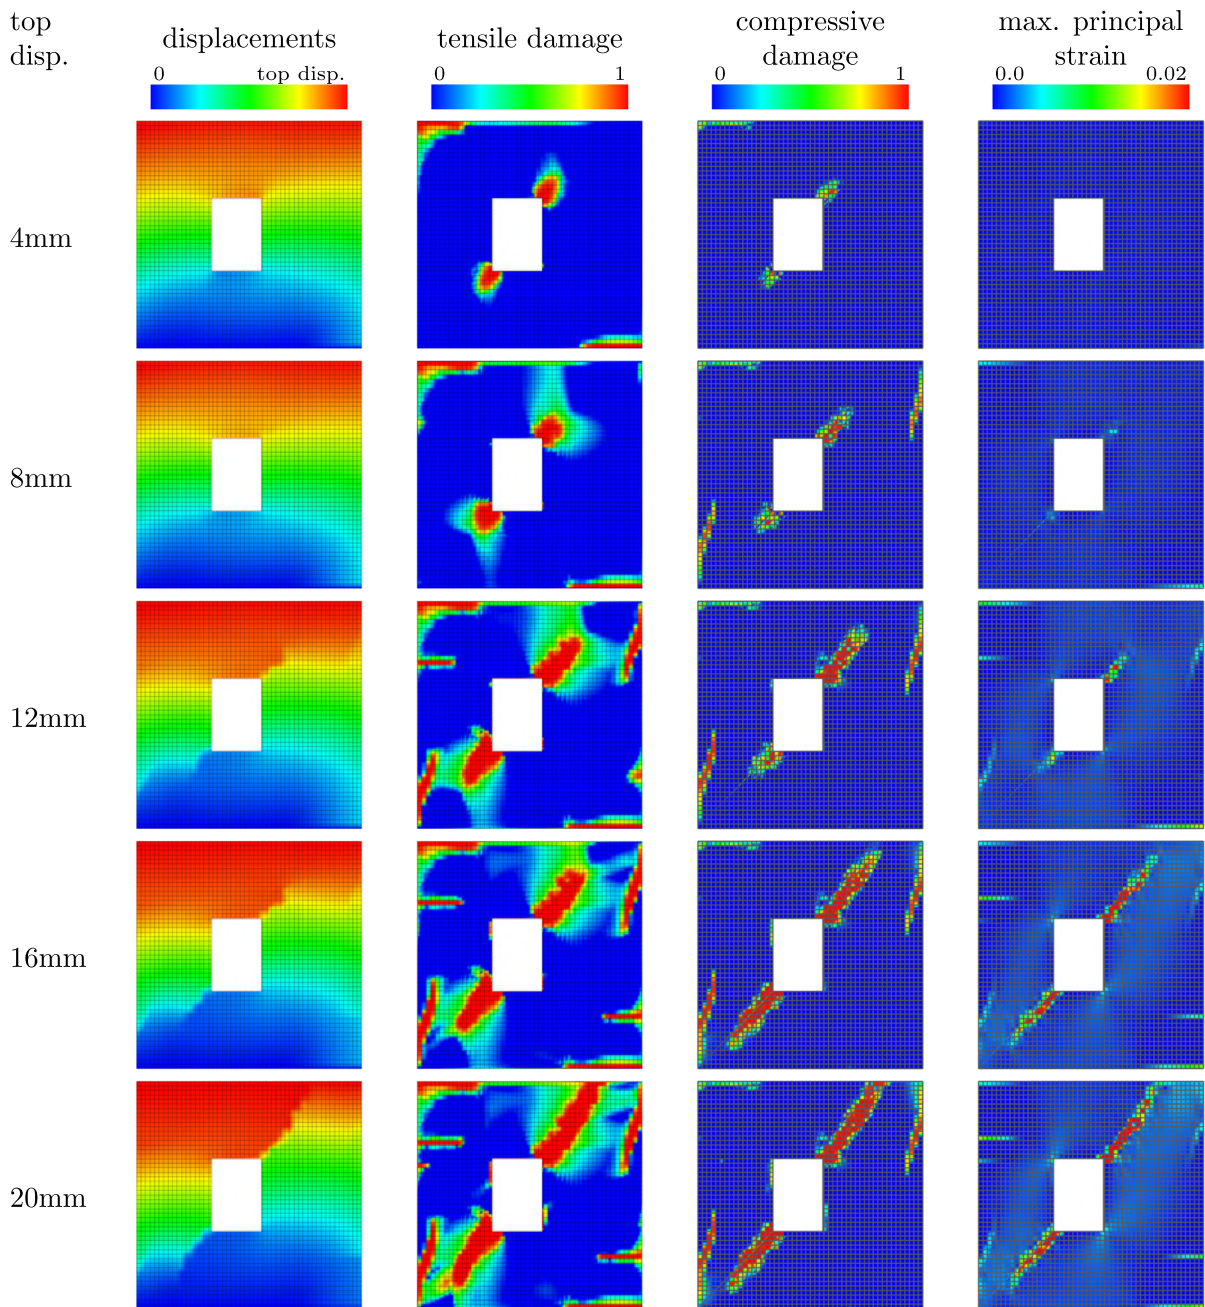 top
disp.
displacements
0 top disp.
tensile damage
0 1
compressive
damage
0 1
max. principal
strain
0.0 0.02
4mm
8mm
12mm
16mm
20mm